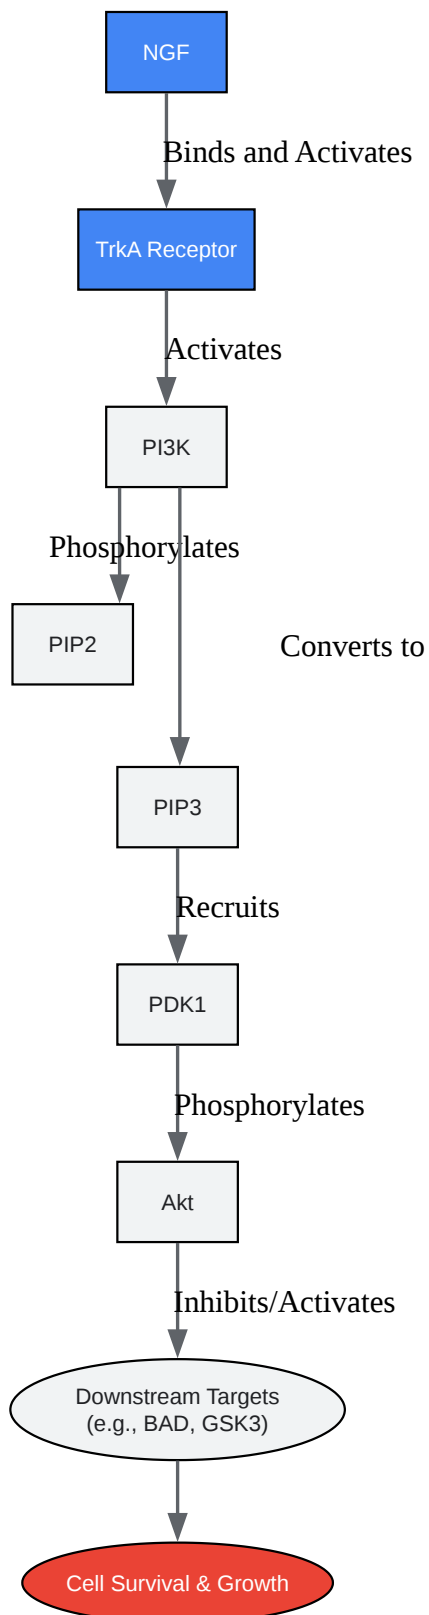 NGF
Binds and Activates
TrkA Receptor
Activates
PI3K
Phosphorylates
PIP2
Converts to
PIP3
Recruits
PDK1
Phosphorylates
Akt
Inhibits/Activates
Downstream Targets
(e.g., BAD, GSK3)
Cell Survival & Growth